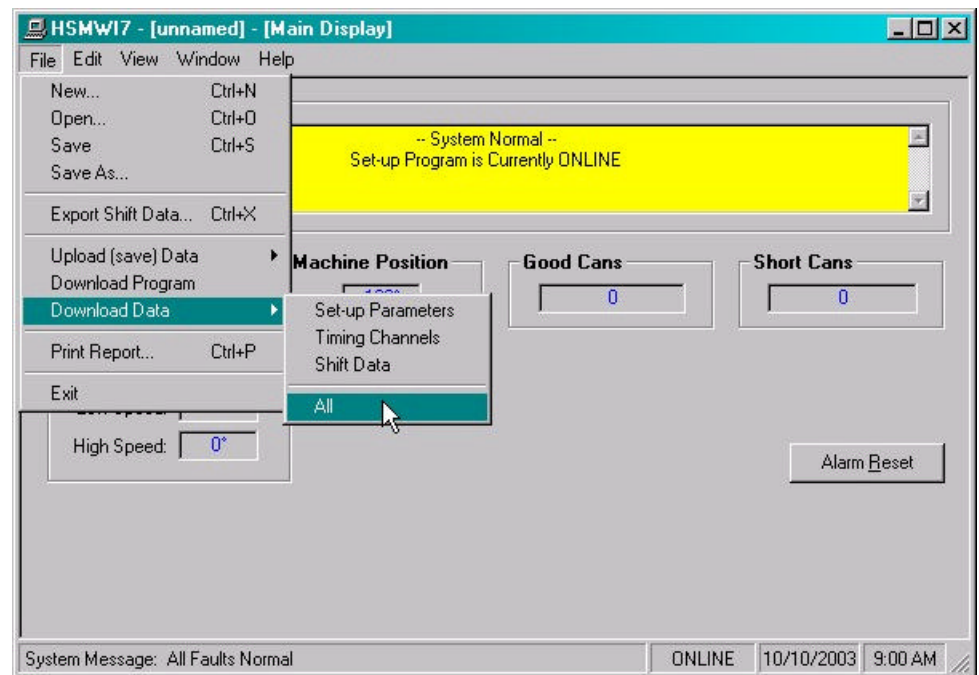 HSMWI7 - [unnamed] - [Main Display]
File Edit View Window Help
New... Ctrl+N
Open... Ctrl+O
Save Ctrl+S
Save As...
Export Shift Data... Ctrl+X
Upload (save) Data
Download Program
Download Data
Print Report... Ctrl+P
Exit
Set-up Parameters
Timing Channels
Shift Data
All
-- System Normal --
Set-up Program is Currently ONLINE
Machine Position
Good Cans
0
Short Cans
0
High Speed: 0°
Alarm Reset
System Message: All Faults Normal ONLINE 10/10/2003 9:00 AM